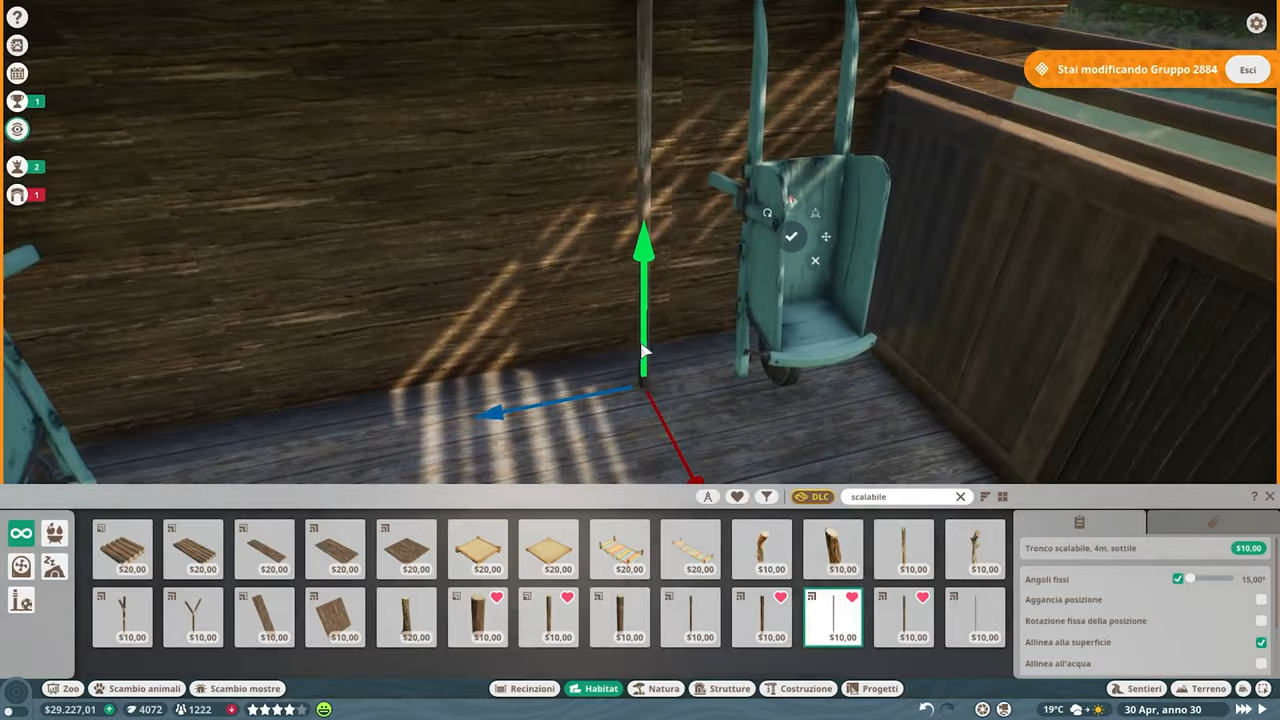 Stai modificando Gruppo 2884
Esci
1
2
1
DLC
scalabile
$20,00 $20,00 $20,00 $20,00 $20,00 $20,00 $20,00 $20,00 $20,00 $10,00 $10,00 $10,00 $10,00
$10,00 $10,00 $10,00 $10,00 $20,00 $10,00 $10,00 $10,00 $10,00 $10,00 $10,00 $10,00 $10,00
Tronco scalabile, 4m, sottile $10,00
Angoli fissi 15,00°
Aggancia posizione
Rotazione fissa della posizione
Allinea alla superficie
Allinea all'acqua
Zoo Scambio animali Scambio mostre Recinzioni Habitat Natura Strutture Costruzione Progetti Sentieri Terreno
$29.227,01 4072 1222 19°C 30 Apr, anno 30